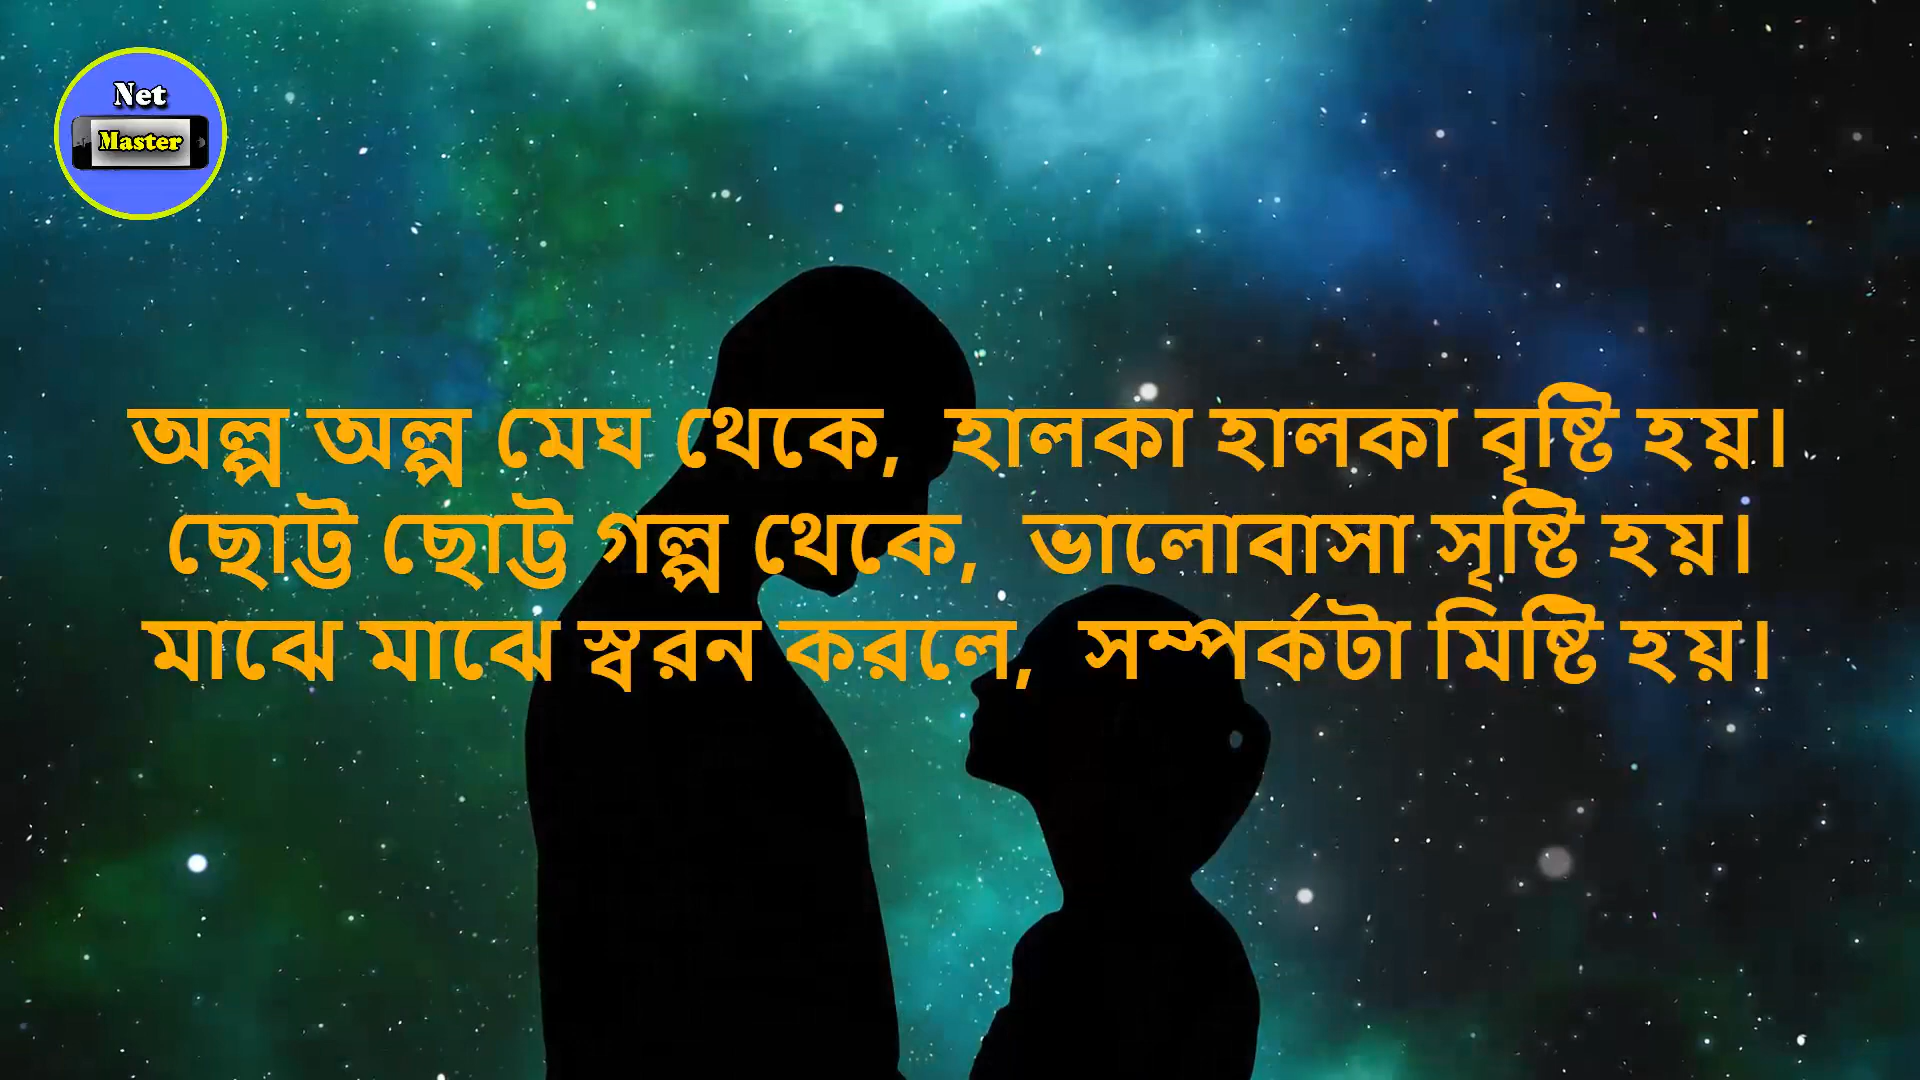 Net
Master
অল্প অল্প মেঘ থেকে, হালকা হালকা বৃষ্টি হয়।
ছোট্ট ছোট্ট গল্প থেকে, ভালোবাসা সৃষ্টি হয়।
মাঝে মাঝে স্বরন করলে, সম্পর্কটা মিষ্টি হয়।